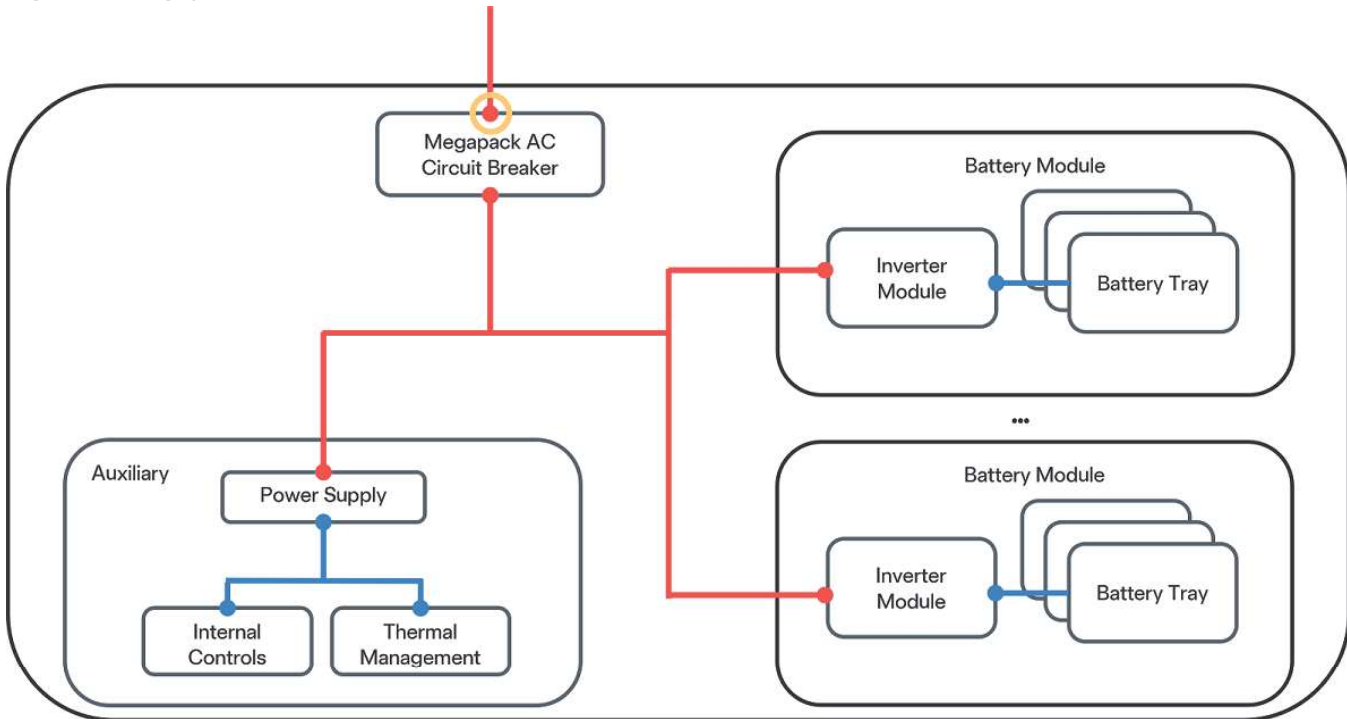 Megapack AC
Circuit Breaker
Battery Module
Inverter
Module
Battery Tray
...
Battery Module
Inverter
Module
Battery Tray
Auxiliary
Power Supply
Internal
Controls
Thermal
Management